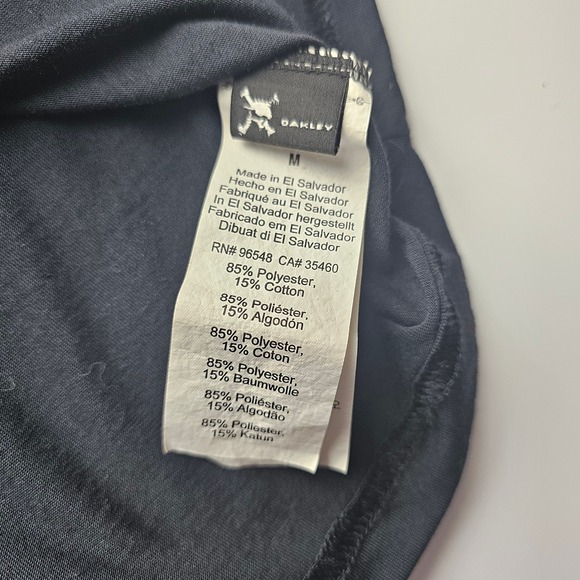 OAKLEY
M
Made in El Salvador
Hecho en El Salvador
Fabriqué au El Salvador
In El Salvador hergestellt
Fabricado em El Salvador
Dibuat di El Salvador
RN# 96548 CA# 35460
85% Polyester,
15% Cotton
85% Poliéster,
15% Algodón
85% Polyester,
15% Coton
85% Polyester,
15% Baumwolle
85% Poliéster,
15% Algodão
85% Poliester,
15% Katun